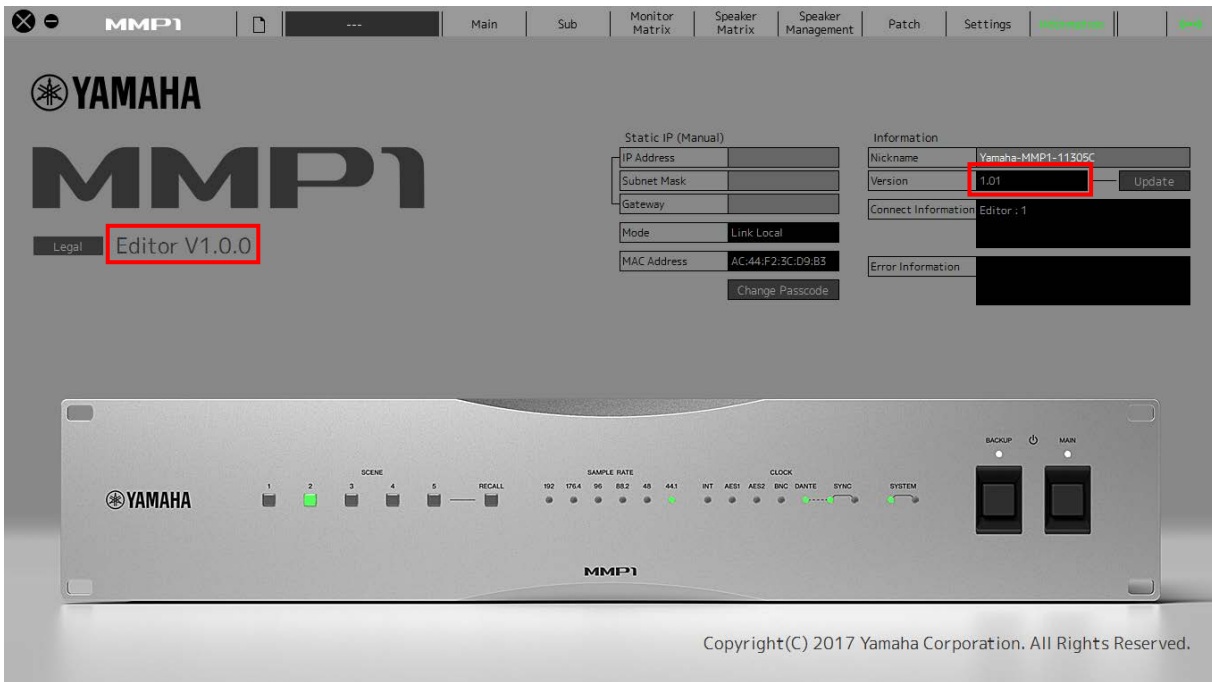 MMP1
---
Main
Sub
Monitor
Matrix
Speaker
Matrix
Speaker
Management
Patch
Settings
Information
YAMAHA
MMP1
Legal
Editor V1.0.0
Static IP (Manual)
IP Address
Subnet Mask
Gateway
Mode
Link Local
MAC Address
AC:44:F2:3C:D9:B3
Change Passcode
Information
Nickname
Yamaha-MMP1-11305C
Version
1.01
Update
Connect Information
Editor : 1
Error Information
SCENE
1 2 3 4 5 RECALL
SAMPLE RATE
192 176.4 96 88.2 48 44.1
CLOCK
INT AES1 AES2 BNC DANTE SYNC
SYSTEM
BACKUP MAIN
YAMAHA
MMP1
Copyright(C) 2017 Yamaha Corporation. All Rights Reserved.